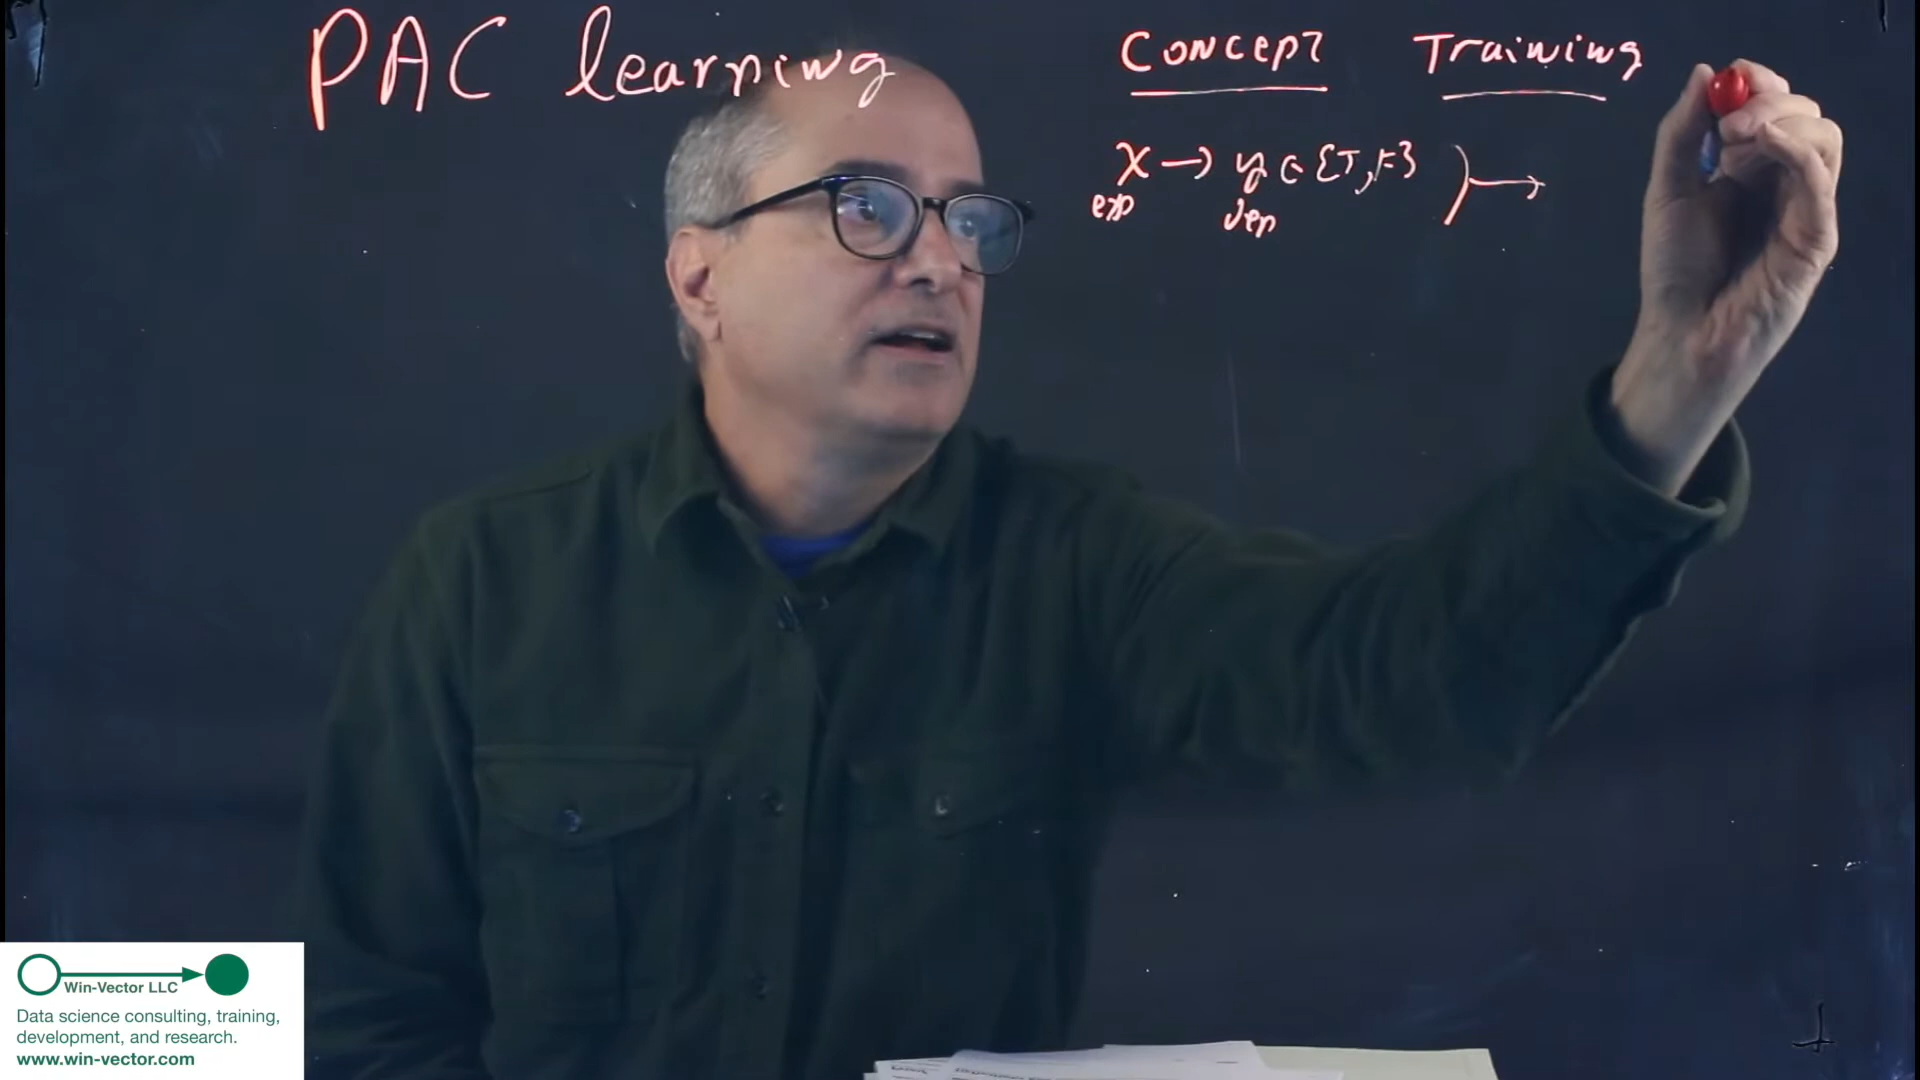 PAC learning
Concept Training
x → y ∈ {T, F} } →
exp dep
Win-Vector LLC
Data science consulting, training,
development, and research.
www.win-vector.com